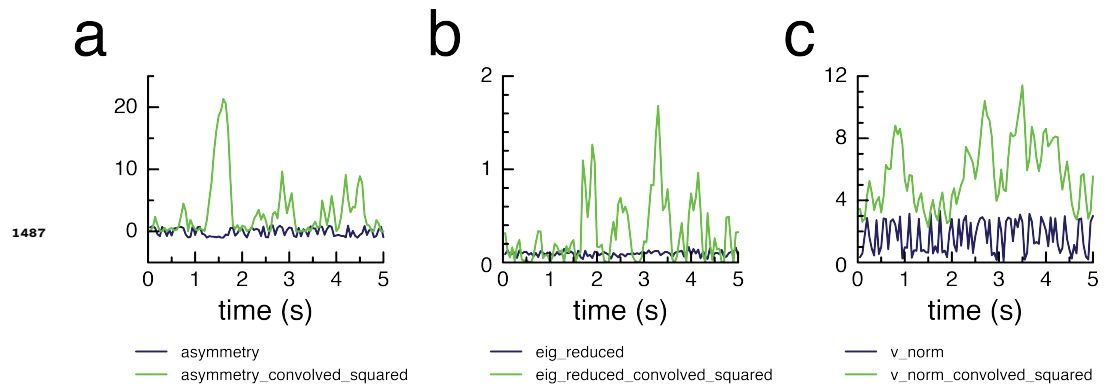 a b c
20
10
0
0 1 2 3 4 5
time (s)
asymmetry
asymmetry_convolved_squared
2
1
0
0 1 2 3 4 5
time (s)
eig_reduced
eig_reduced_convolved_squared
12
8
4
0
0 1 2 3 4 5
time (s)
v_norm
v_norm_convolved_squared
1487